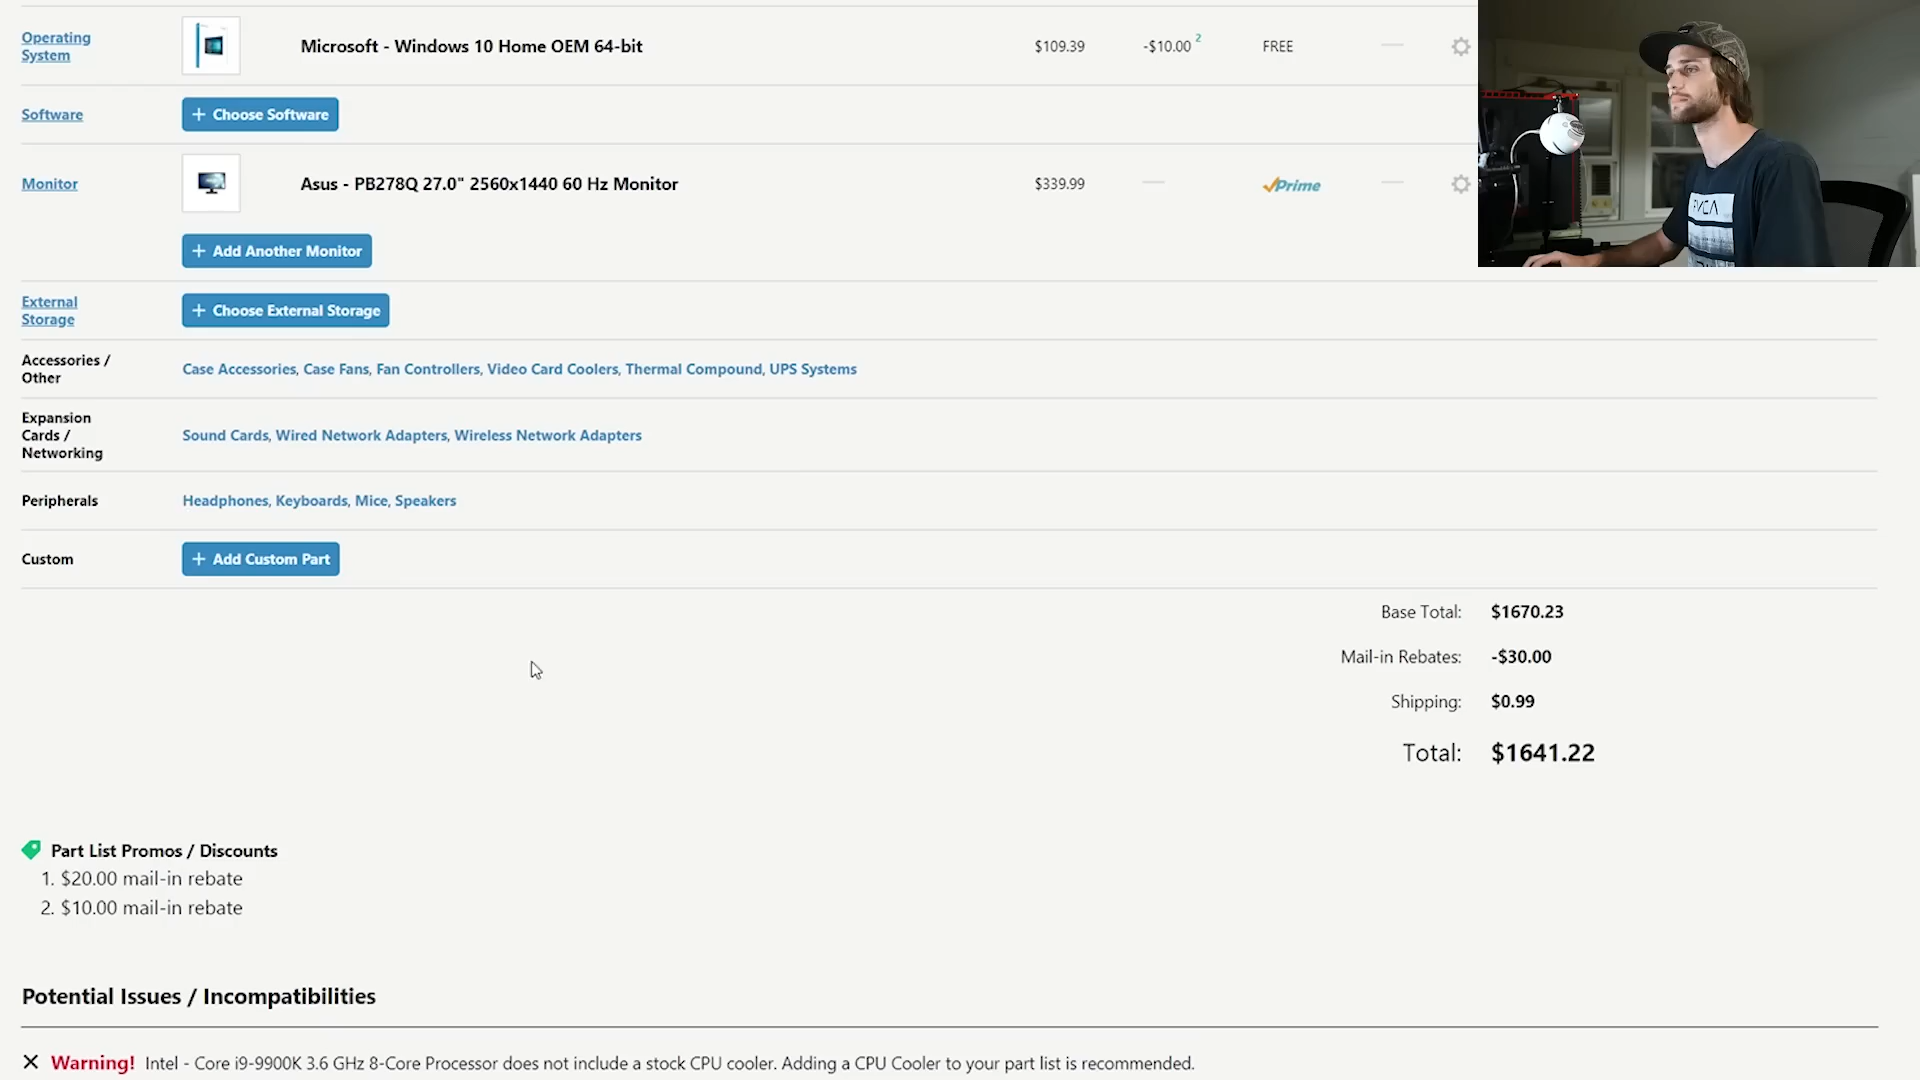 Operating
System
Microsoft - Windows 10 Home OEM 64-bit
$109.39
-$10.00 2
FREE
Software
+ Choose Software
Monitor
Asus - PB278Q 27.0" 2560x1440 60 Hz Monitor
$339.99
Prime
+ Add Another Monitor
External
Storage
+ Choose External Storage
Accessories /
Other
Case Accessories, Case Fans, Fan Controllers, Video Card Coolers, Thermal Compound, UPS Systems
Expansion
Cards /
Networking
Sound Cards, Wired Network Adapters, Wireless Network Adapters
Peripherals
Headphones, Keyboards, Mice, Speakers
Custom
+ Add Custom Part
Base Total: $1670.23
Mail-in Rebates: -$30.00
Shipping: $0.99
Total: $1641.22
Part List Promos / Discounts
1. $20.00 mail-in rebate
2. $10.00 mail-in rebate
Potential Issues / Incompatibilities
Warning! Intel - Core i9-9900K 3.6 GHz 8-Core Processor does not include a stock CPU cooler. Adding a CPU Cooler to your part list is recommended.